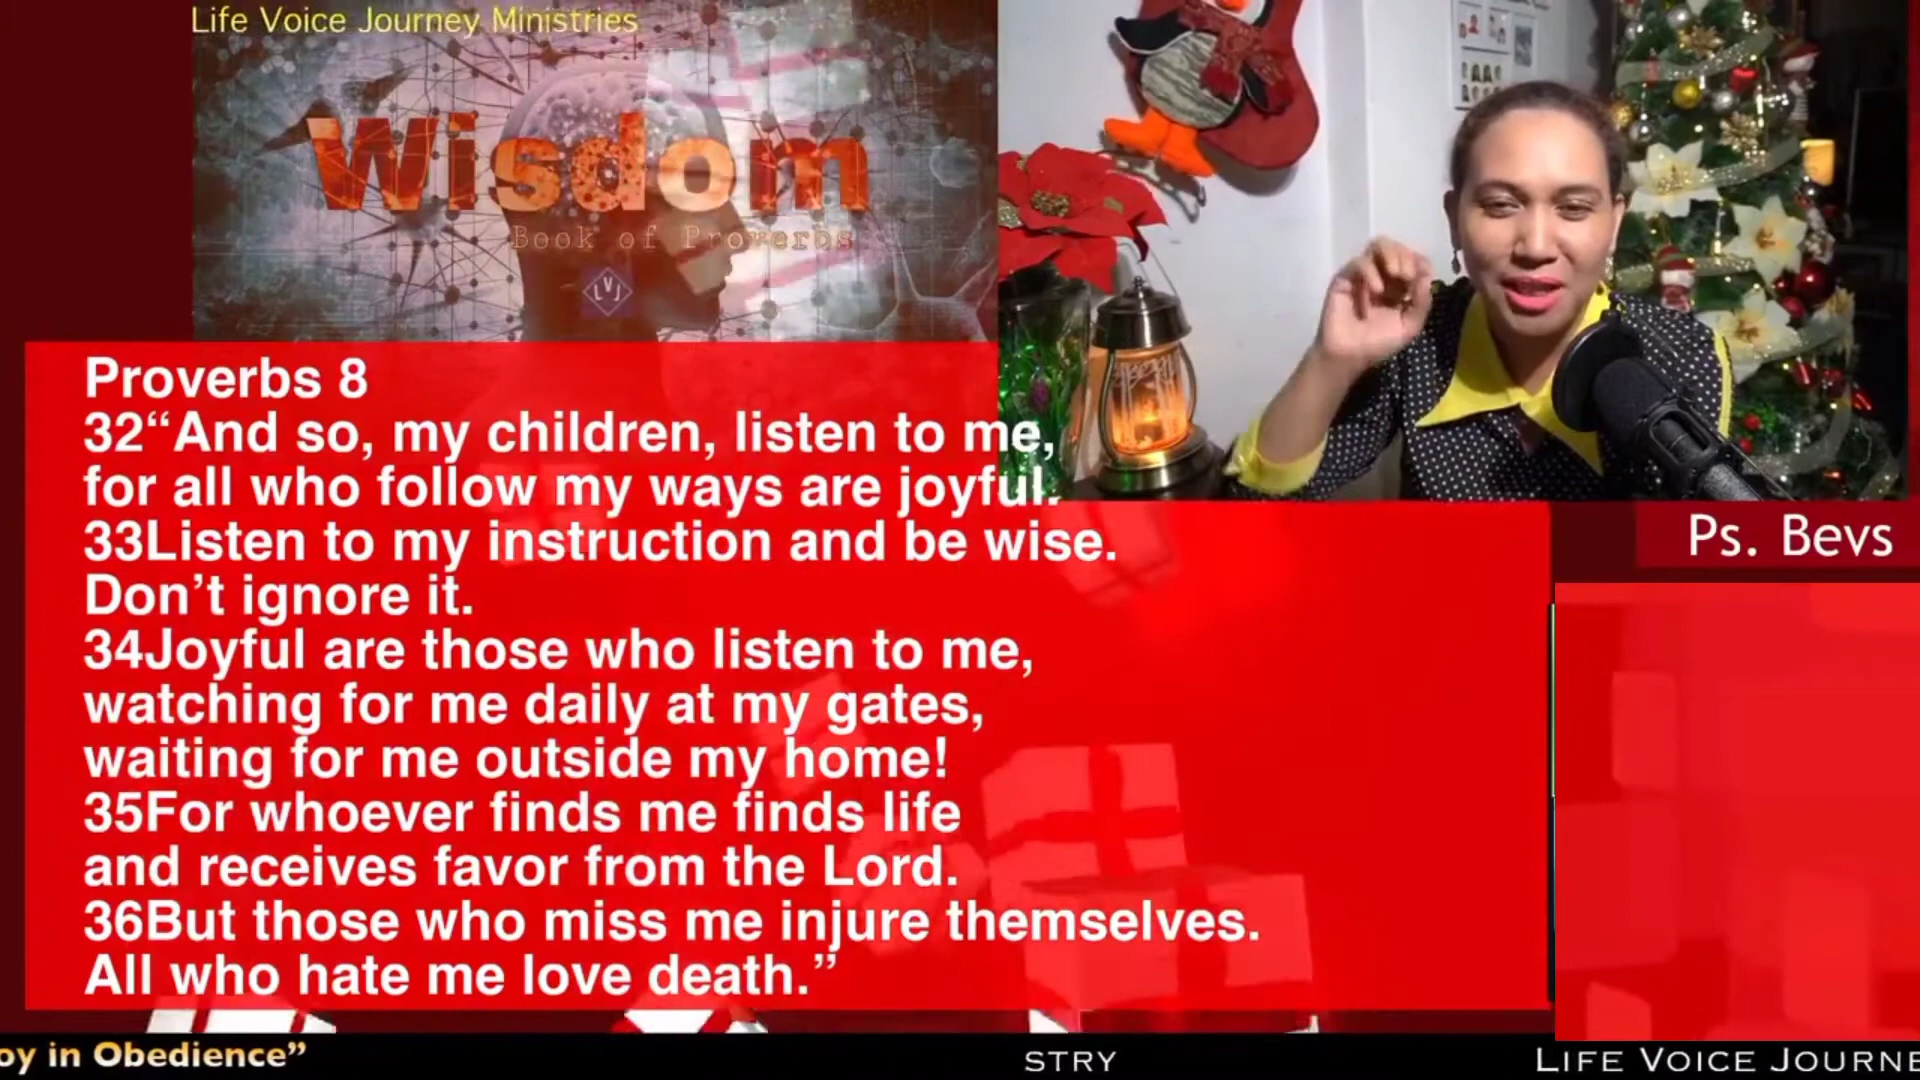 Life Voice Journey Ministries
Wisdom
Book of Proverbs
LVJ
Proverbs 8
32“And so, my children, listen to me,
for all who follow my ways are joyful.
33Listen to my instruction and be wise.
Don’t ignore it.
34Joyful are those who listen to me,
watching for me daily at my gates,
waiting for me outside my home!
35For whoever finds me finds life
and receives favor from the Lord.
36But those who miss me injure themselves.
All who hate me love death.”
Ps. Bevs
oy in Obedience”
STRY
LIFE VOICE JOURNE